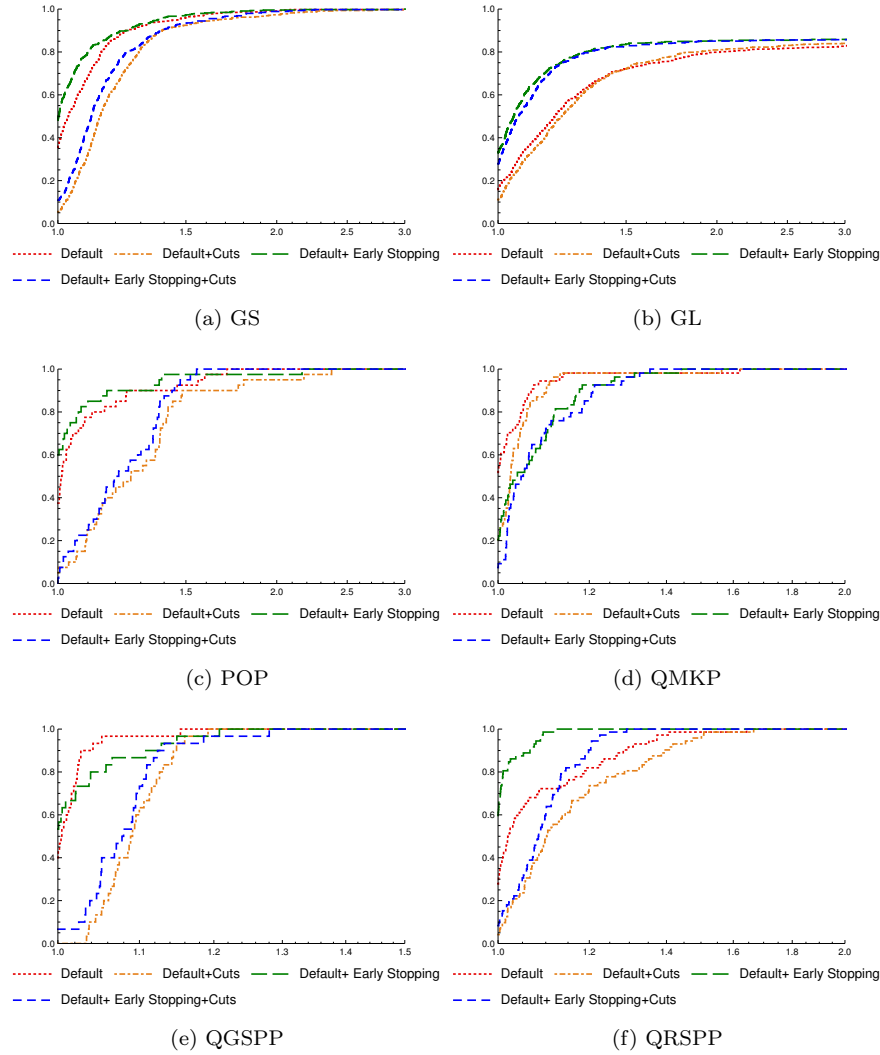 1.0
0.8
0.6
0.4
0.2
0.0
1.0 1.5 2.0 2.5 3.0
Default Default+Cuts Default+ Early Stopping
Default+ Early Stopping+Cuts
(a) GS
1.0
0.8
0.6
0.4
0.2
0.0
1.0 1.5 2.0 2.5 3.0
Default Default+Cuts Default+ Early Stopping
Default+ Early Stopping+Cuts
(b) GL
1.0
0.8
0.6
0.4
0.2
0.0
1.0 1.5 2.0 2.5 3.0
Default Default+Cuts Default+ Early Stopping
Default+ Early Stopping+Cuts
(c) POP
1.0
0.8
0.6
0.4
0.2
0.0
1.0 1.2 1.4 1.6 1.8 2.0
Default Default+Cuts Default+ Early Stopping
Default+ Early Stopping+Cuts
(d) QMKP
1.0
0.8
0.6
0.4
0.2
0.0
1.0 1.1 1.2 1.3 1.4 1.5
Default Default+Cuts Default+ Early Stopping
Default+ Early Stopping+Cuts
(e) QGSPP
1.0
0.8
0.6
0.4
0.2
0.0
1.0 1.2 1.4 1.6 1.8 2.0
Default Default+Cuts Default+ Early Stopping
Default+ Early Stopping+Cuts
(f) QRSPP